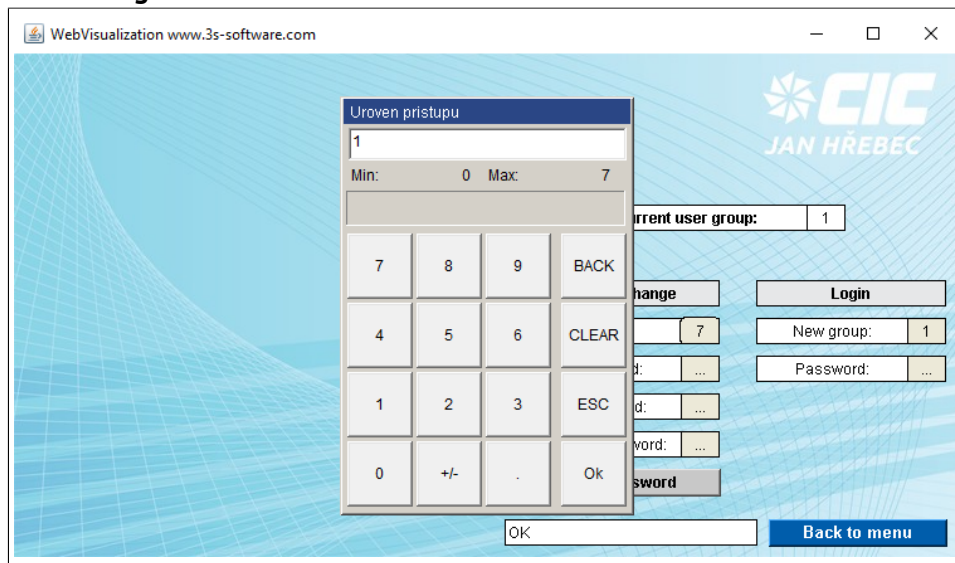 WebVisualization www.3s-software.com
CIC
JAN HŘEBEC
Uroven pristupu
1
Min: 0 Max: 7
rrent user group: 1
7 8 9 BACK
hange
Login
4 5 6 CLEAR
7
New group: 1
d: ...
Password: ...
1 2 3 ESC
d: ...
vord: ...
0 +/- . Ok
sword
OK
Back to menu